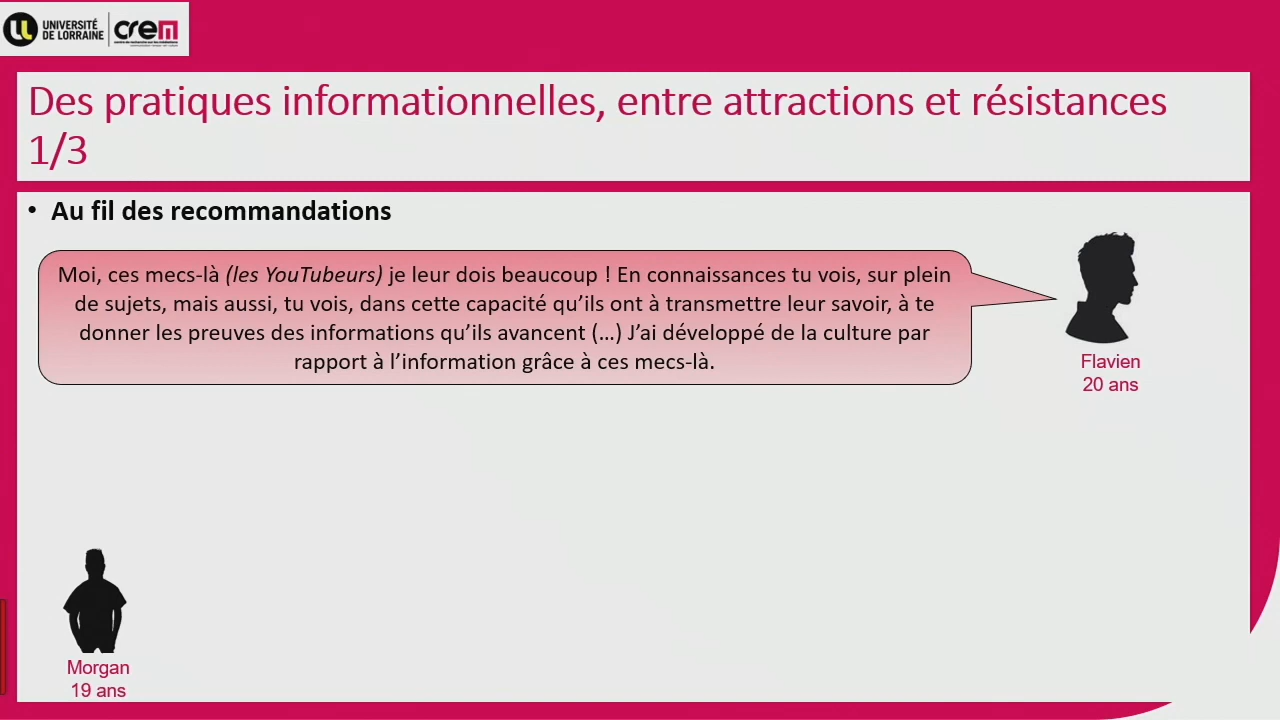 UNIVERSITÉ
DE LORRAINE
crem
Des pratiques informationnelles, entre attractions et résistances
1/3
• Au fil des recommandations
Moi, ces mecs-là (les YouTubeurs) je leur dois beaucoup ! En connaissances tu vois, sur plein
de sujets, mais aussi, tu vois, dans cette capacité qu’ils ont à transmettre leur savoir, à te
donner les preuves des informations qu’ils avancent (…) J’ai développé de la culture par
rapport à l’information grâce à ces mecs-là.
Flavien
20 ans
Morgan
19 ans